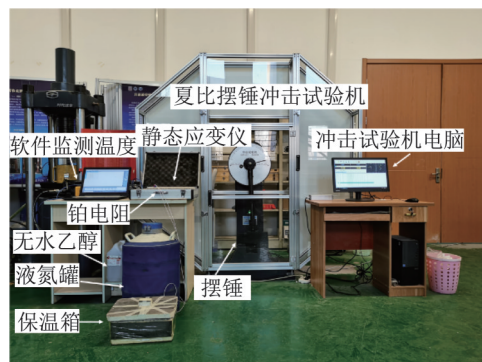 夏比摆锤冲击试验机
软件监测温度
静态应变仪
冲击试验机电脑
铂电阻
无水乙醇
液氮罐
摆锤
保温箱